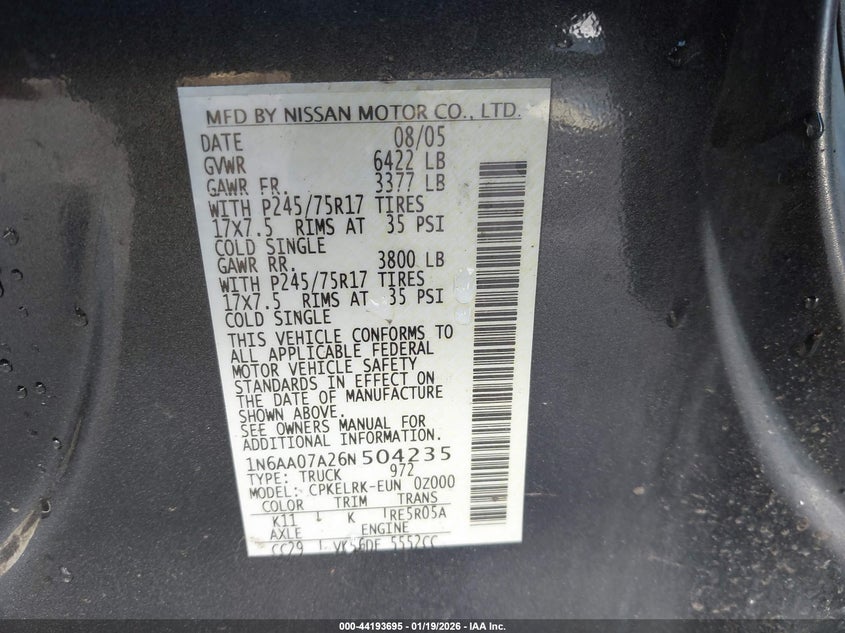 MFD BY NISSAN MOTOR CO., LTD.
DATE 08/05
GVWR 6422 LB
GAWR FR. 3377 LB
WITH P245/75R17 TIRES
17X7.5 RIMS AT 35 PSI
COLD SINGLE
GAWR RR. 3800 LB
WITH P245/75R17 TIRES
17X7.5 RIMS AT 35 PSI
COLD SINGLE
THIS VEHICLE CONFORMS TO
ALL APPLICABLE FEDERAL
MOTOR VEHICLE SAFETY
STANDARDS IN EFFECT ON
THE DATE OF MANUFACTURE
SHOWN ABOVE.
SEE OWNERS MANUAL FOR
ADDITIONAL INFORMATION.
1N6AA07A26N504235
TYPE: TRUCK 972
MODEL: CPKELRK-EUN 0Z000
COLOR TRIM TRANS
K11 K RE5R05A
AXLE ENGINE
CC29 VK56DE 5552CC
000-44193695 - 01/19/2026 - IAA Inc.